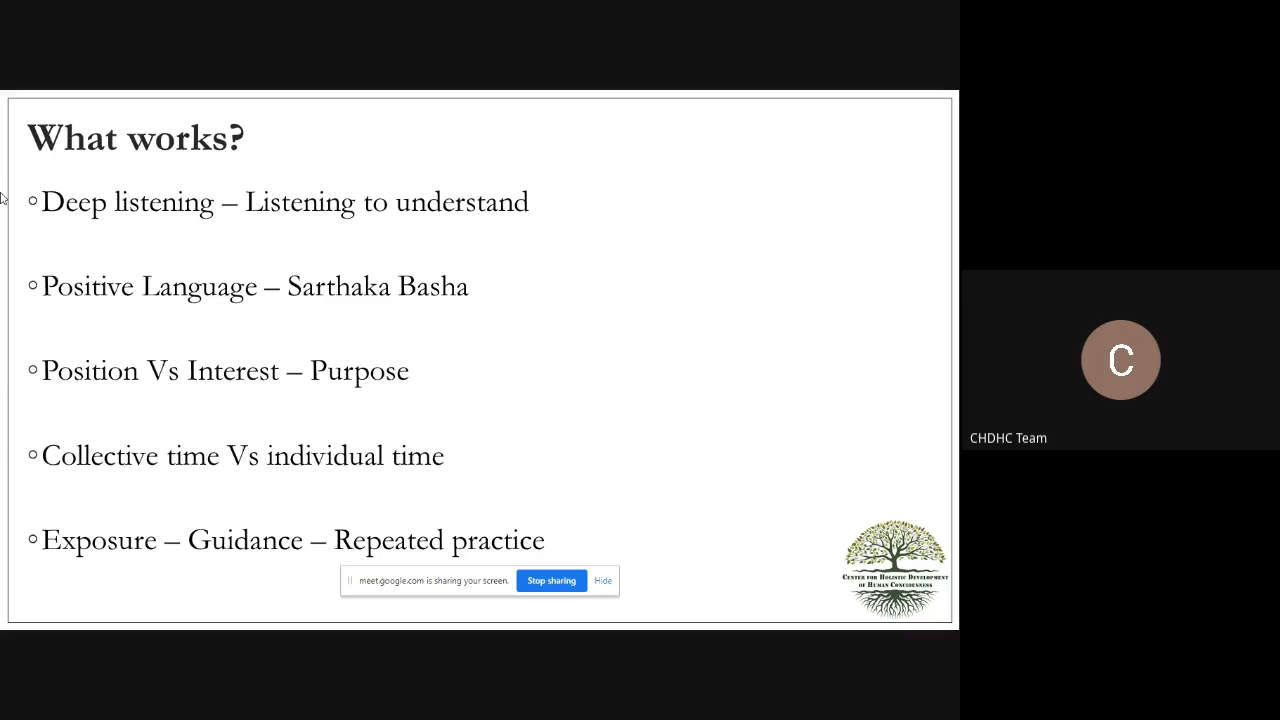 What works?
◦Deep listening – Listening to understand
◦Positive Language – Sarthaka Basha
◦Position Vs Interest – Purpose
◦Collective time Vs individual time
◦Exposure – Guidance – Repeated practice
meet.google.com is sharing your screen. Stop sharing Hide
CENTER FOR HOLISTIC DEVELOPMENT
OF HUMAN CONCIOUSNESS
C
CHDHC Team